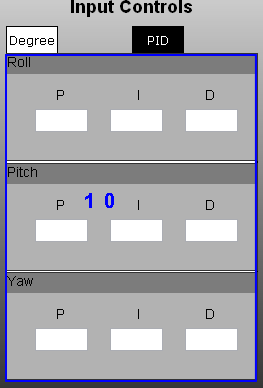 Input Controls
Degree PID
Roll
P I D
Pitch
P 1 0 I D
Yaw
P I D